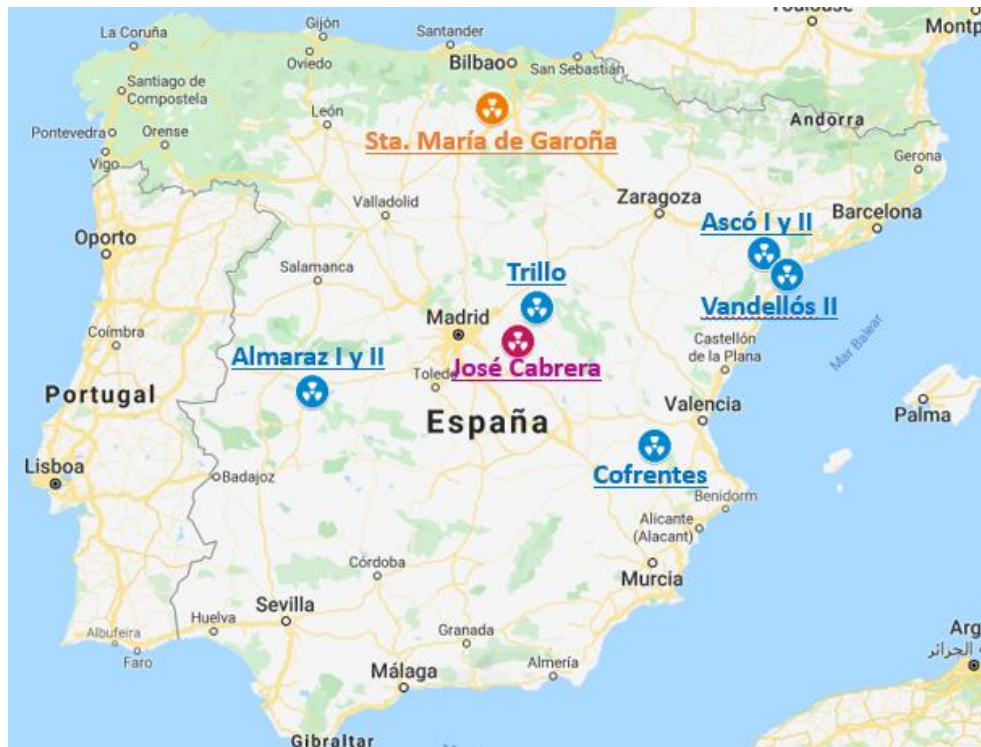 Toulouse
Montp
La Coruña
Gijón
Santander
Oviedo
Bilbao
San Sebastián
Santiago de
Compostela
León
Andorra
Sta. María de Garoña
Pontevedra
Orense
Vigo
Gerona
Valladolid
Zaragoza
Ascó I y II
Barcelona
Oporto
Salamanca
Trillo
Vandellós II
Madrid
Coímbra
Almaraz I y II
José Cabrera
Castellón
de la Plana
Mar Balear
Toledo
Portugal
España
Valencia
Palma
Lisboa
Badajoz
Cofrentes
Benidorm
Alicante
(Alacant)
Córdoba
Murcia
Sevilla
Huelva
Granada
Albufeira
Faro
Almería
Málaga
Arg
الجزائر
Gibraltar